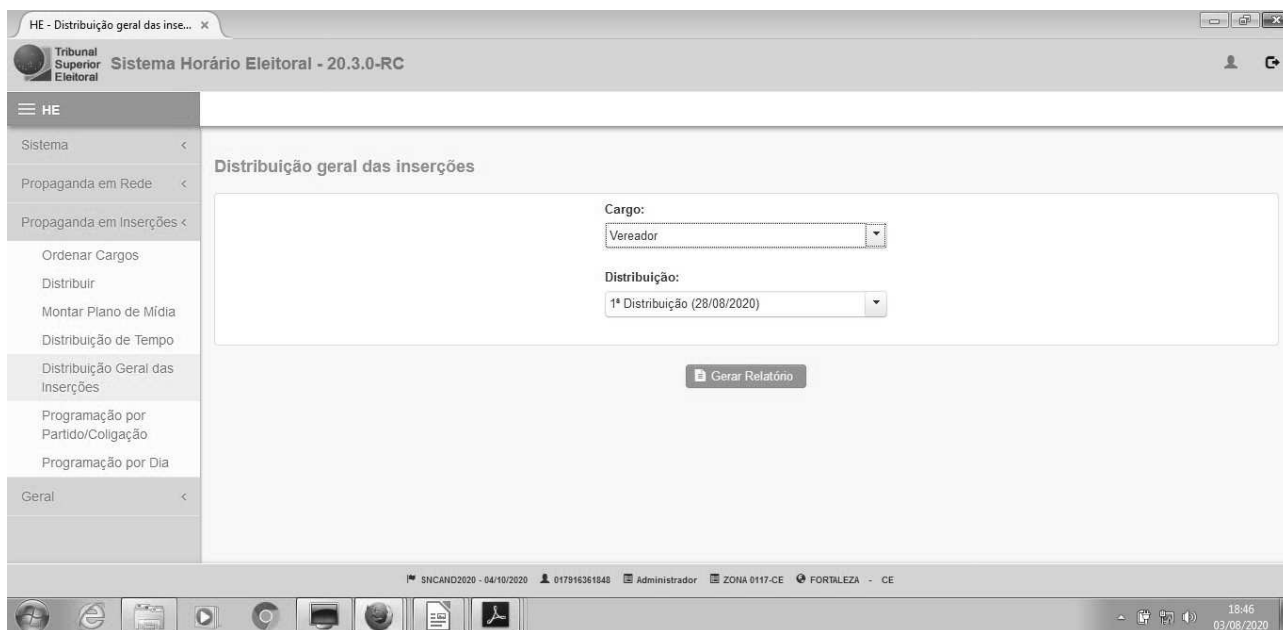 HE - Distribuição geral das inse... ×
Tribunal
Superior
Eleitoral
Sistema Horário Eleitoral - 20.3.0-RC
HE
Sistema <
Propaganda em Rede <
Propaganda em Inserções <
Ordenar Cargos
Distribuir
Montar Plano de Mídia
Distribuição de Tempo
Distribuição Geral das
Inserções
Programação por
Partido/Coligação
Programação por Dia
Geral <
Distribuição geral das inserções
Cargo:
Vereador
Distribuição:
1ª Distribuição (28/08/2020)
Gerar Relatório
SNCAND2020 - 04/10/2020 017916361848 Administrador ZONA 0117-CE FORTALEZA - CE
18:46
03/08/2020